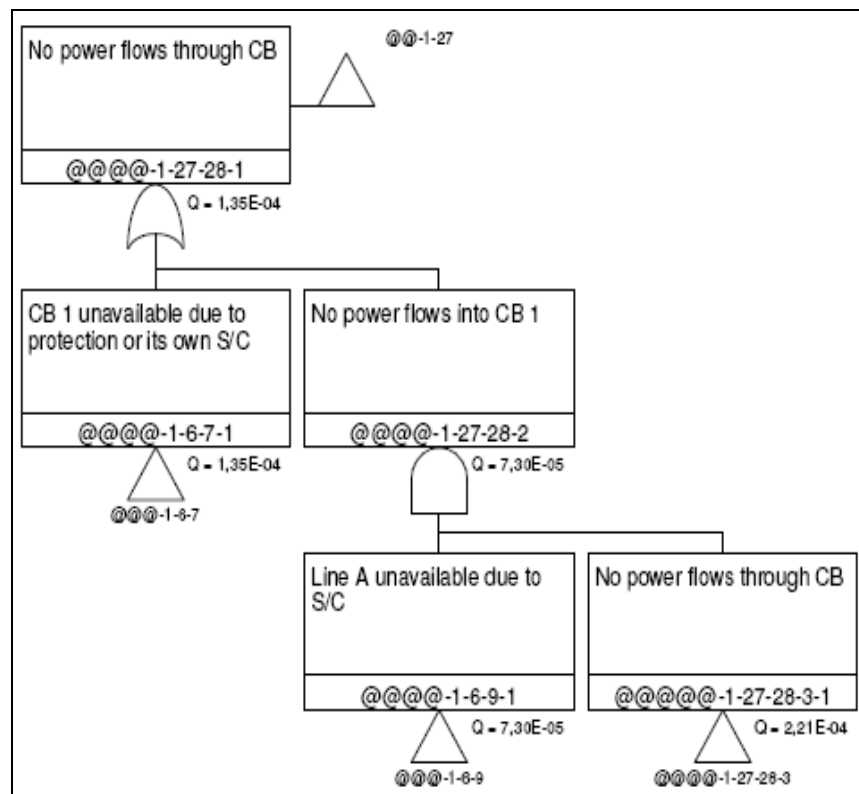 No power flows through CB
@@-1-27
@@@@-1-27-28-1
Q = 1,35E-04
CB 1 unavailable due to
protection or its own S/C
No power flows into CB 1
@@@@-1-6-7-1
@@@@-1-27-28-2
Q = 1,35E-04
Q = 7,30E-05
@@@-1-6-7
Line A unavailable due to
S/C
No power flows through CB
@@@@-1-6-9-1
@@@@@-1-27-28-3-1
Q = 7,30E-05
Q = 2,21E-04
@@@-1-6-9
@@@@-1-27-28-3